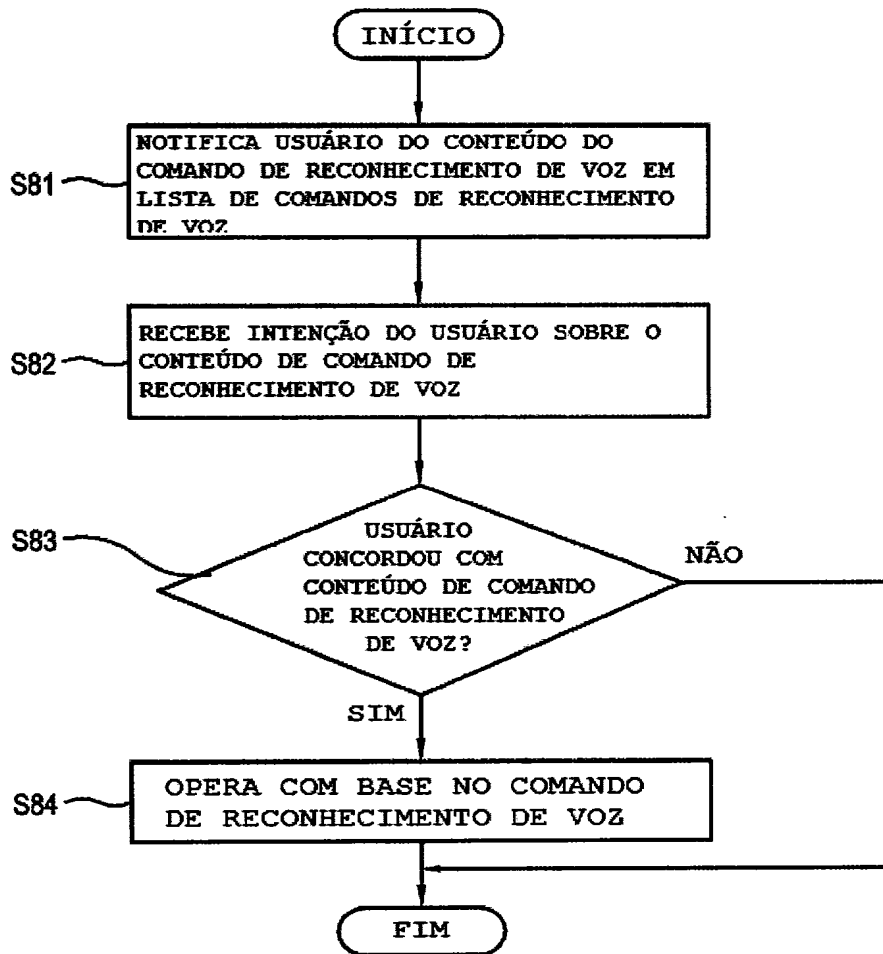 INÍCIO
NOTIFICA USUÁRIO DO CONTEÚDO DO
COMANDO DE RECONHECIMENTO DE VOZ EM
LISTA DE COMANDOS DE RECONHECIMENTO
DE VOZ
S81
RECEBE INTENÇÃO DO USUÁRIO SOBRE O
CONTEÚDO DE COMANDO DE
RECONHECIMENTO DE VOZ
S82
USUÁRIO
CONCORDOU COM
CONTEÚDO DE COMANDO
DE RECONHECIMENTO
DE VOZ?
S83
NÃO
SIM
OPERA COM BASE NO COMANDO
DE RECONHECIMENTO DE VOZ
S84
FIM